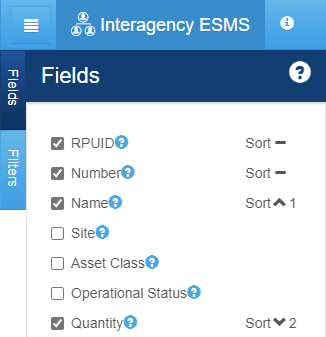 Interagency ESMS
Fields
Filters
Fields
RPUID Sort
Number Sort
Name Sort 1
Site
Asset Class
Operational Status
Quantity Sort 2